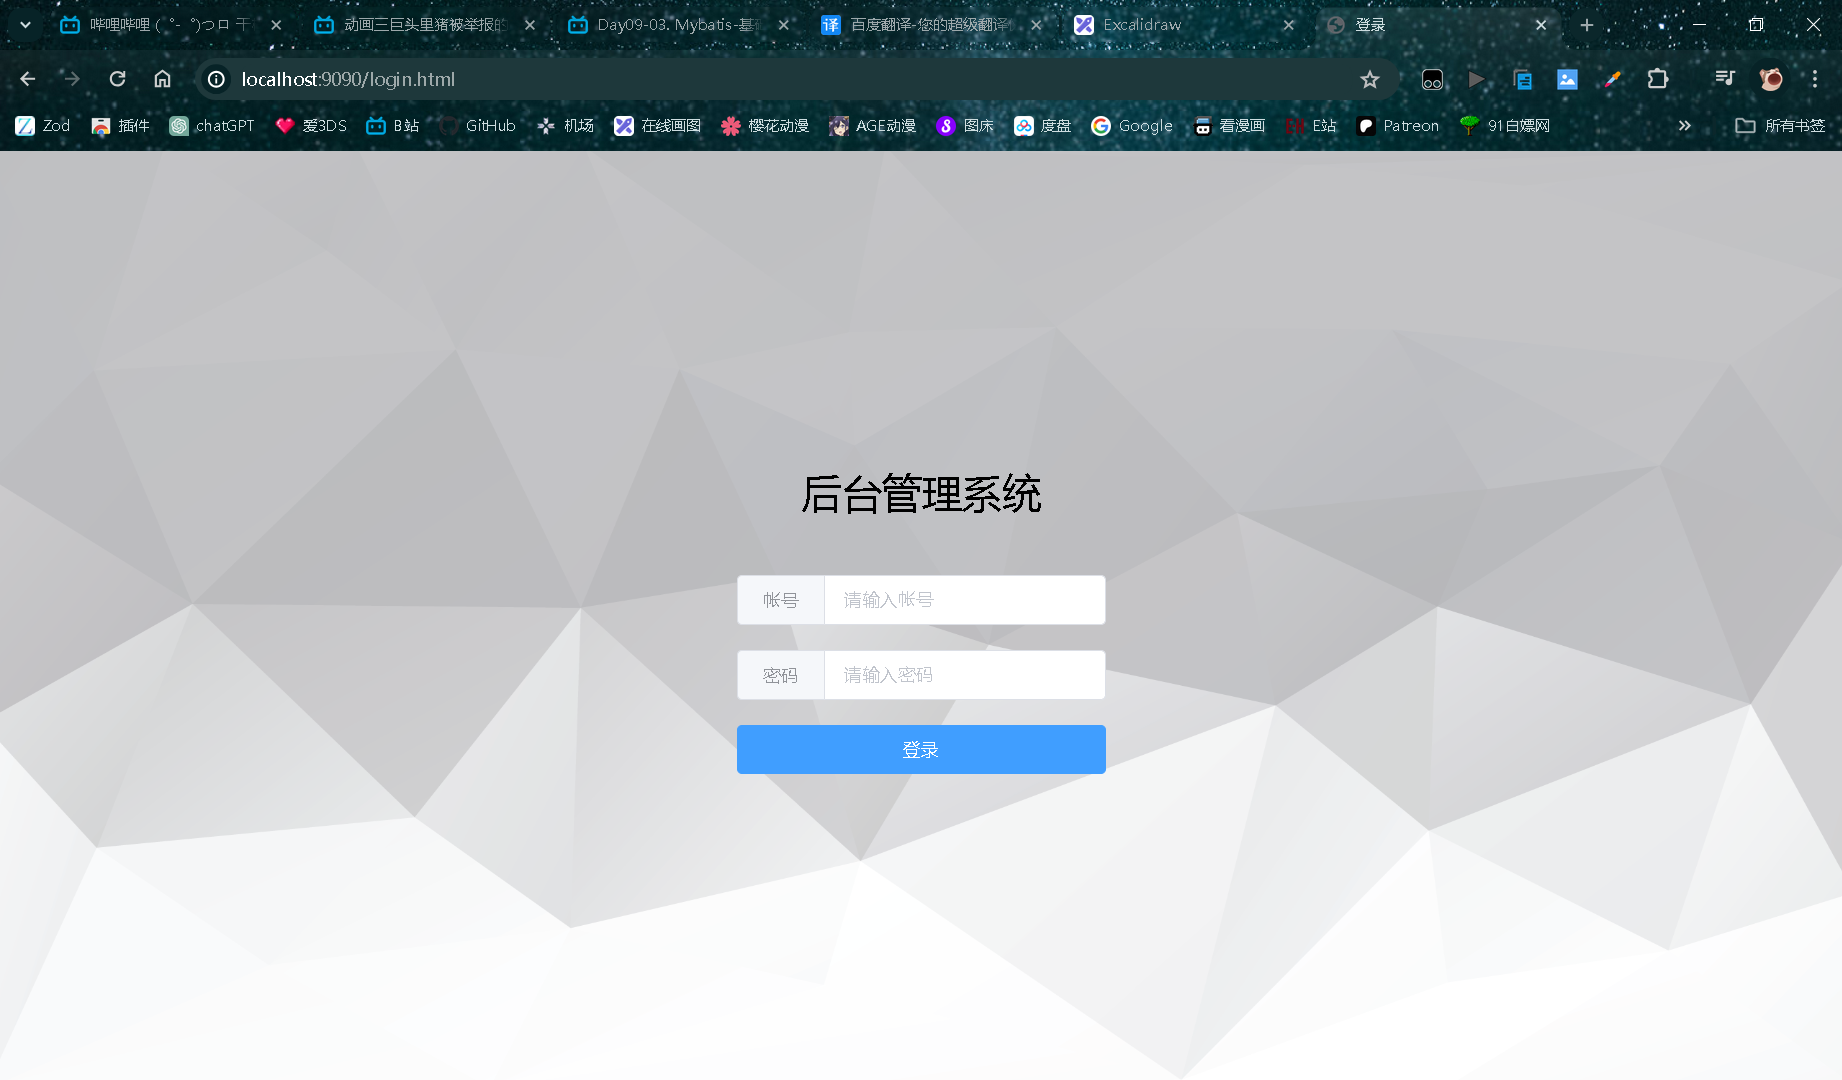 哔哩哔哩 (゜-゜)つロ 干
动画三巨头里猪被举报的
Day09-03. Mybatis-基础
百度翻译-您的超级翻译
Excalidraw
登录
localhost:9090/login.html
Zod
插件
chatGPT
爱3DS
B站
GitHub
机场
在线画图
樱花动漫
AGE动漫
图床
度盘
Google
看漫画
E站
Patreon
91白嫖网
所有书签
后台管理系统
帐号 请输入帐号
密码 请输入密码
登录